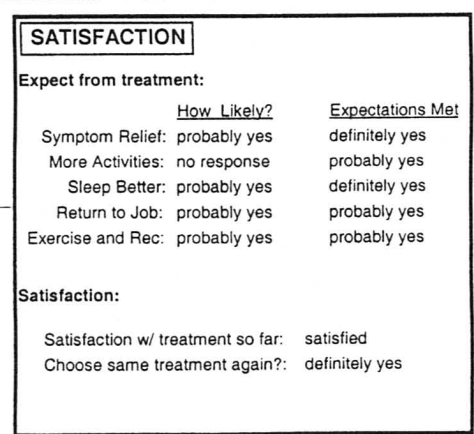 SATISFACTION
Expect from treatment:
How Likely? Expectations Met
Symptom Relief: probably yes definitely yes
More Activities: no response probably yes
Sleep Better: probably yes definitely yes
Return to Job: probably yes probably yes
Exercise and Rec: probably yes probably yes
Satisfaction:
Satisfaction w/ treatment so far: satisfied
Choose same treatment again?: definitely yes